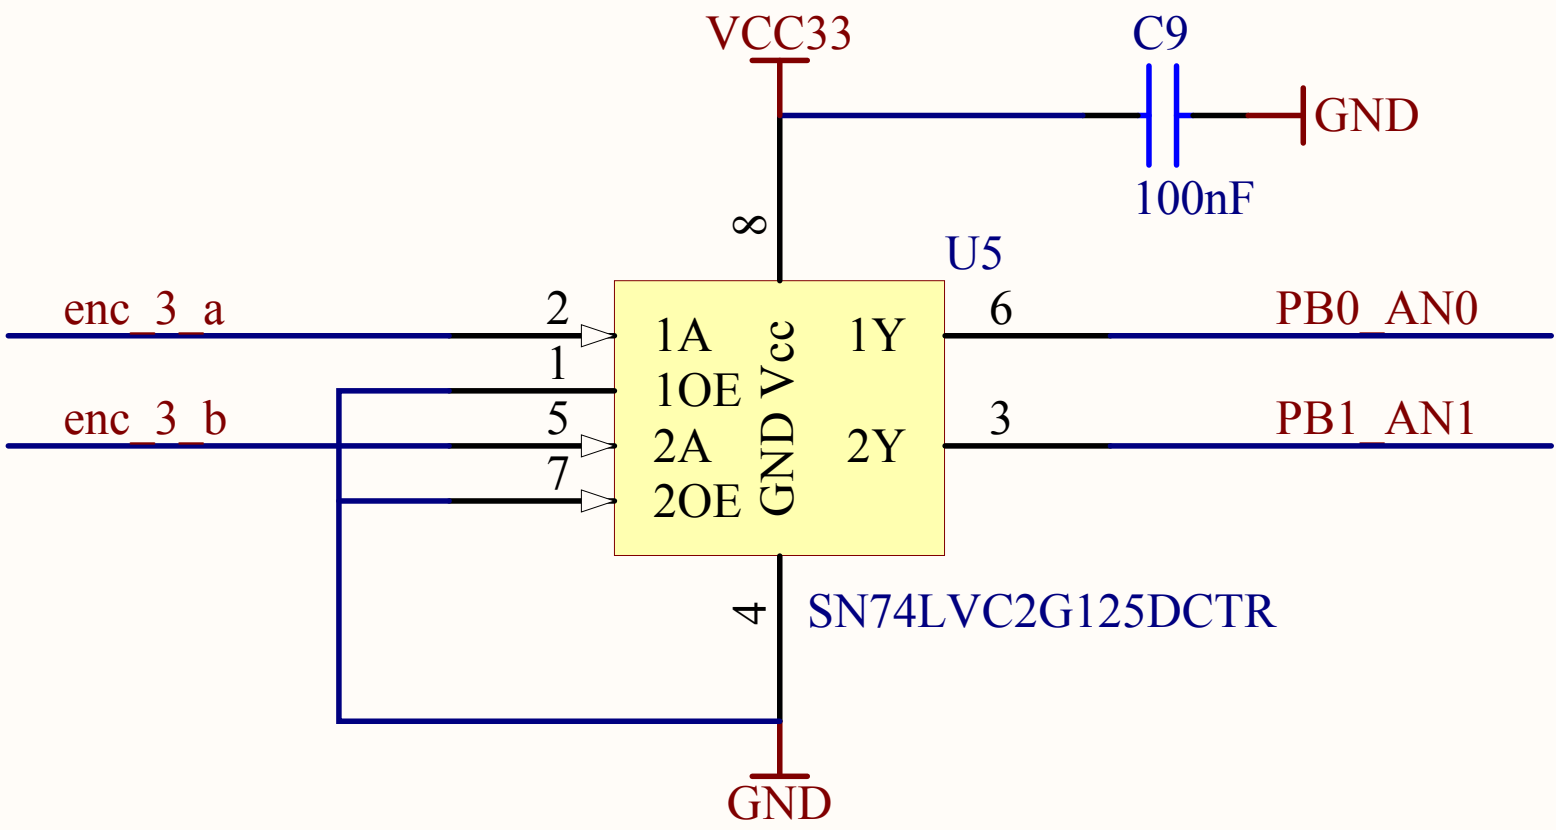 VCC33
C9
GND
100nF
8
U5
enc_3_a
2
6
PB0_AN0
1A
1Y
1
1OE
Vcc
enc_3_b
5
3
PB1_AN1
2A
2Y
7
2OE
GND
4
SN74LVC2G125DCTR
GND